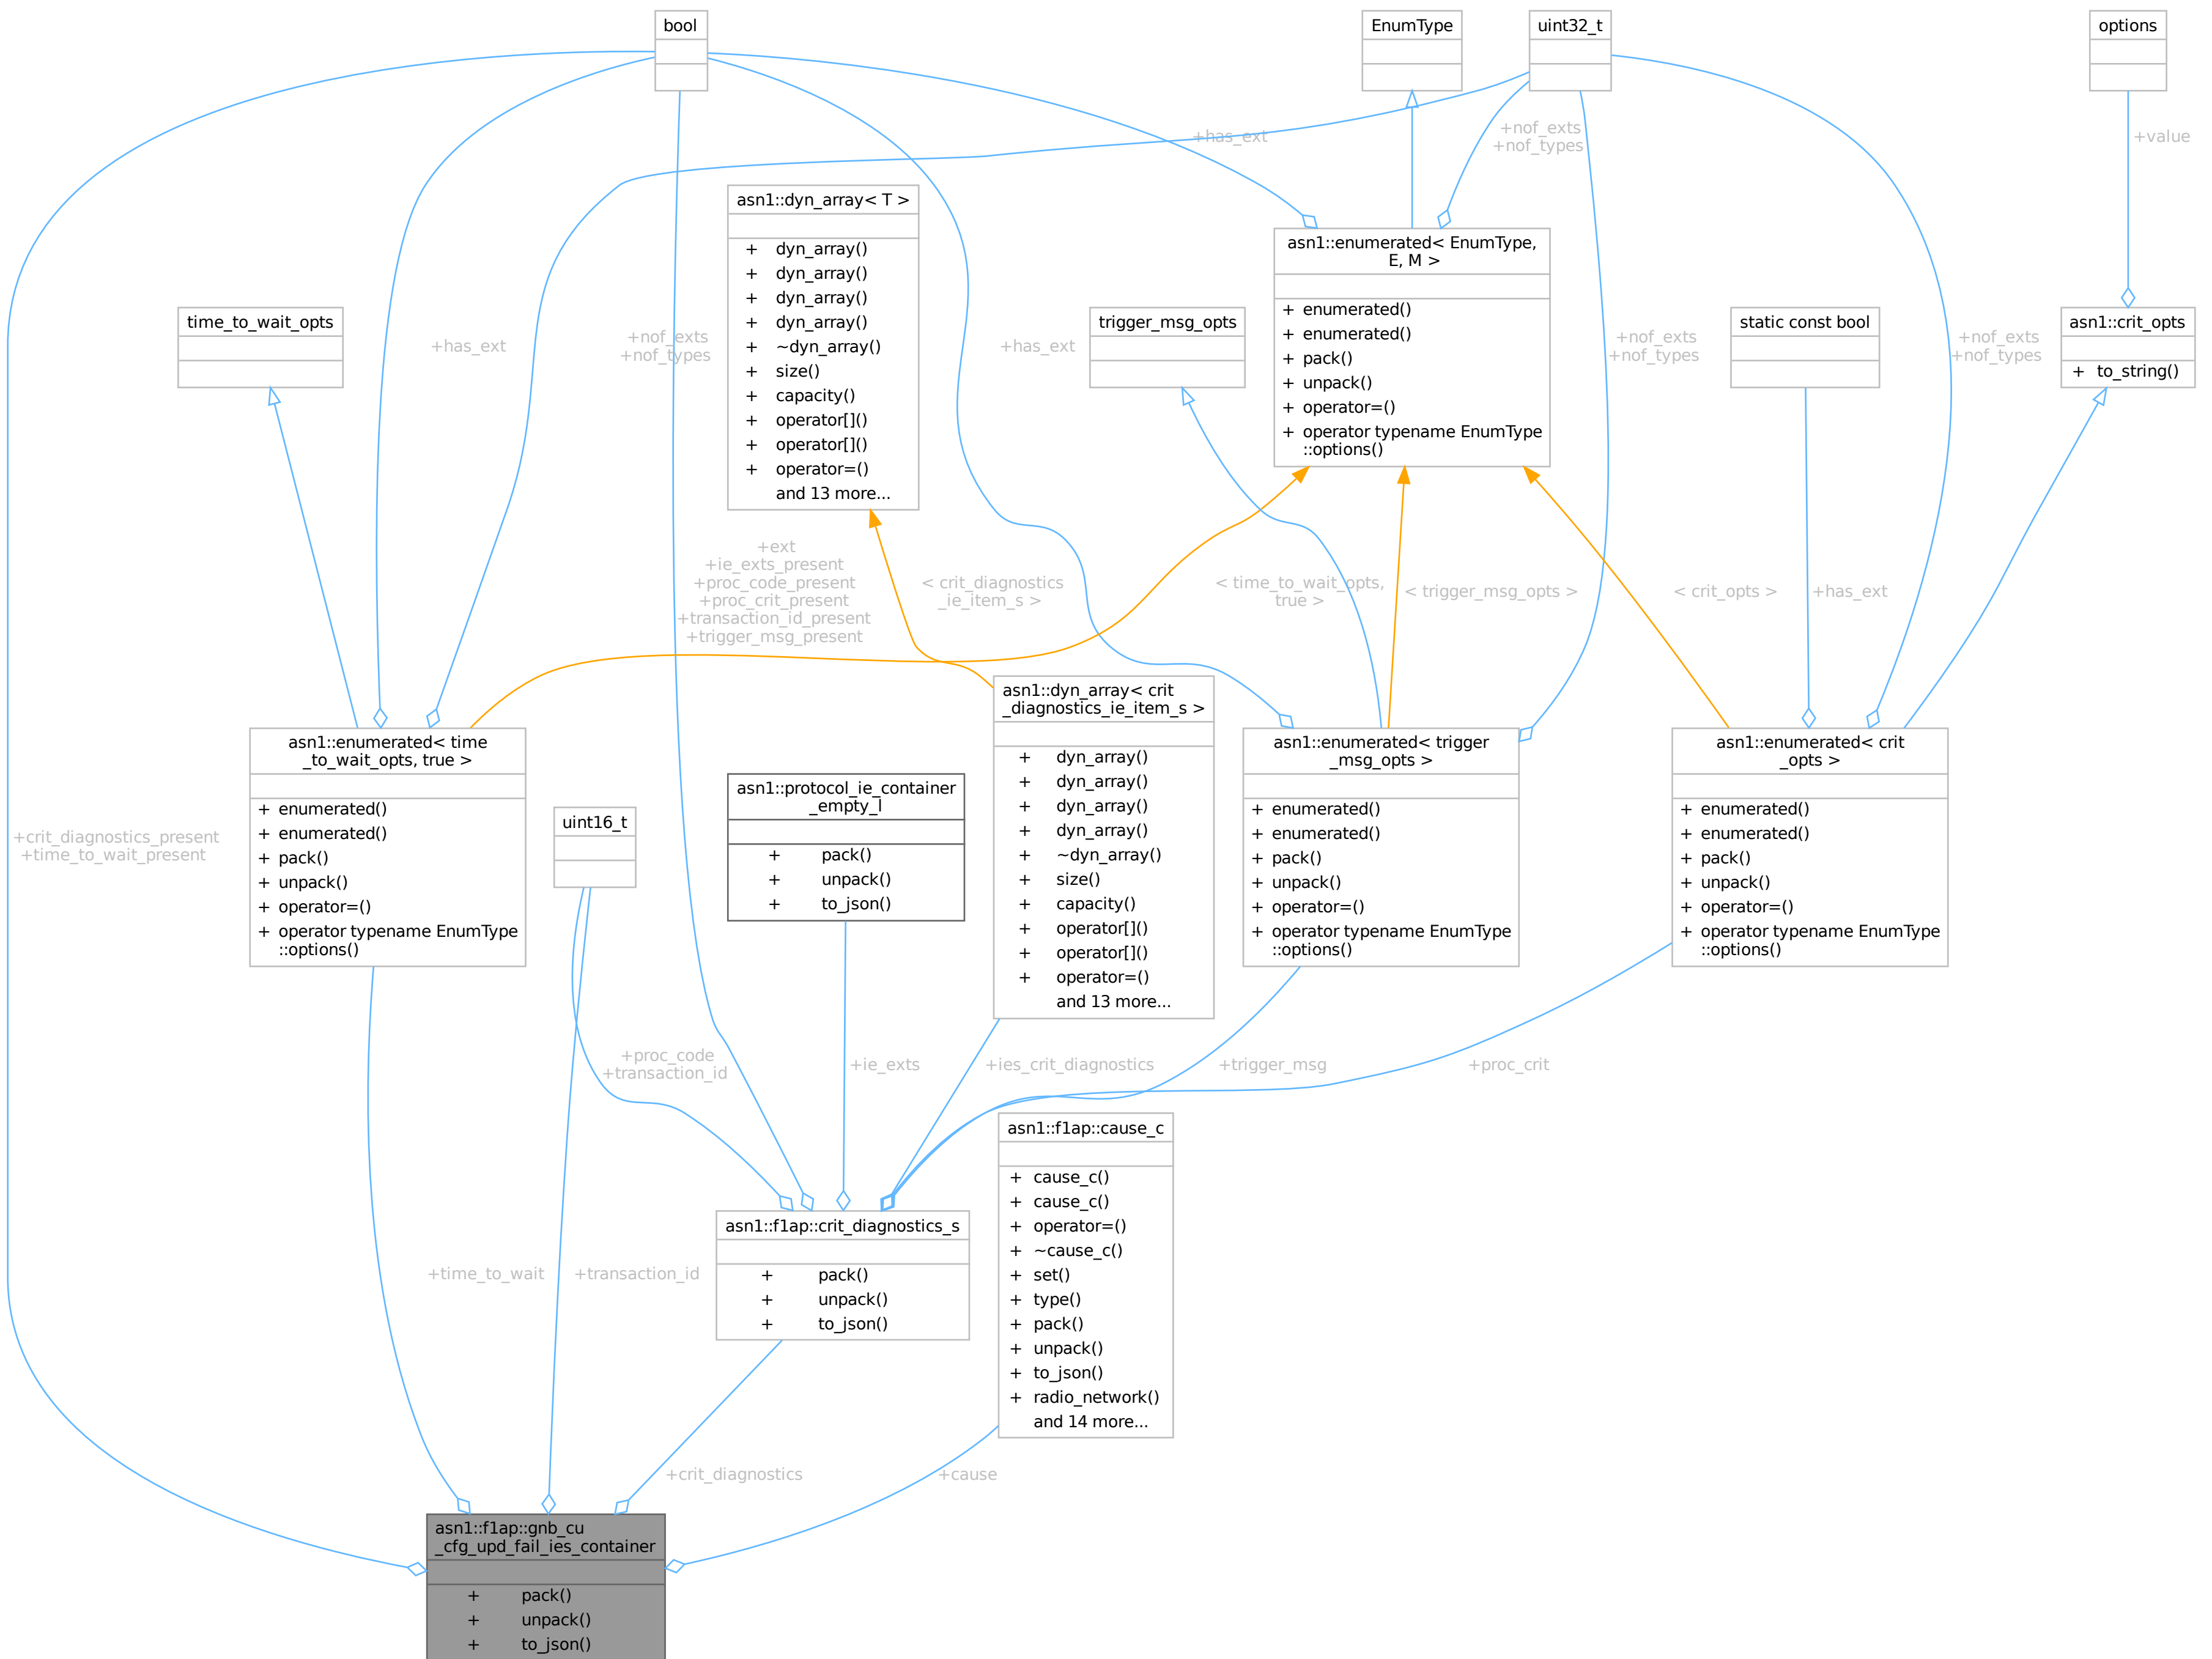 bool
EnumType
uint32_t
options
+has_ext
+nof_exts
+nof_types
+value
asn1::dyn_array< T >
+ dyn_array()
+ dyn_array()
+ dyn_array()
+ dyn_array()
+ ~dyn_array()
+ size()
+ capacity()
+ operator[]()
+ operator[]()
+ operator=()
and 13 more...
asn1::enumerated< EnumType,
E, M >
+ enumerated()
+ enumerated()
+ pack()
+ unpack()
+ operator=()
+ operator typename EnumType
::options()
time_to_wait_opts
+has_ext
+nof_exts
+nof_types
+has_ext
trigger_msg_opts
+nof_exts
+nof_types
static const bool
+nof_exts
+nof_types
asn1::crit_opts
+ to_string()
+ext
+ie_exts_present
+proc_code_present
+proc_crit_present
+transaction_id_present
+trigger_msg_present
< crit_diagnostics
_ie_item_s >
< time_to_wait_opts,
true >
< trigger_msg_opts >
< crit_opts >
+has_ext
+crit_diagnostics_present
+time_to_wait_present
asn1::enumerated< time
_to_wait_opts, true >
+ enumerated()
+ enumerated()
+ pack()
+ unpack()
+ operator=()
+ operator typename EnumType
::options()
uint16_t
asn1::protocol_ie_container
_empty_l
+ pack()
+ unpack()
+ to_json()
asn1::dyn_array< crit
_diagnostics_ie_item_s >
+ dyn_array()
+ dyn_array()
+ dyn_array()
+ dyn_array()
+ ~dyn_array()
+ size()
+ capacity()
+ operator[]()
+ operator[]()
+ operator=()
and 13 more...
asn1::enumerated< trigger
_msg_opts >
+ enumerated()
+ enumerated()
+ pack()
+ unpack()
+ operator=()
+ operator typename EnumType
::options()
asn1::enumerated< crit
_opts >
+ enumerated()
+ enumerated()
+ pack()
+ unpack()
+ operator=()
+ operator typename EnumType
::options()
+proc_code
+transaction_id
+ie_exts
+ies_crit_diagnostics
+trigger_msg
+proc_crit
asn1::f1ap::crit_diagnostics_s
+ pack()
+ unpack()
+ to_json()
asn1::f1ap::cause_c
+ cause_c()
+ cause_c()
+ operator=()
+ ~cause_c()
+ set()
+ type()
+ pack()
+ unpack()
+ to_json()
+ radio_network()
and 14 more...
+time_to_wait
+transaction_id
+crit_diagnostics
+cause
asn1::f1ap::gnb_cu
_cfg_upd_fail_ies_container
+ pack()
+ unpack()
+ to_json()